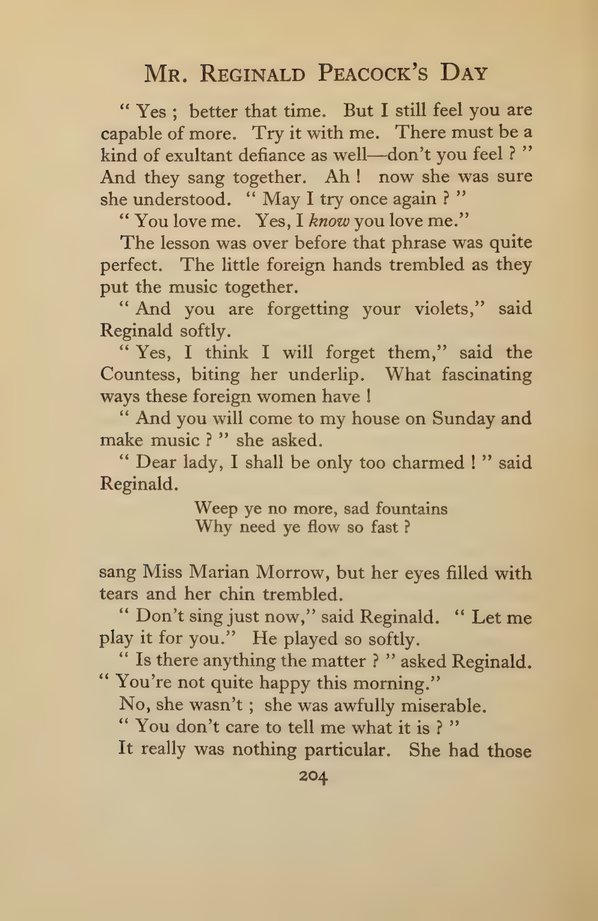 Mr. Reginald Peacock's Day
“ Yes ; better that time. But I still feel you are
capable of more. Try it with me. There must be a
kind of exultant defiance as well—don't you feel ? ”
And they sang together. Ah ! now she was sure
she understood. “ May I try once again ? ”
“ You love me. Yes, I know you love me.”
The lesson was over before that phrase was quite
perfect. The little foreign hands trembled as they
put the music together.
“ And you are forgetting your violets,” said
Reginald softly.
“ Yes, I think I will forget them,” said the
Countess, biting her underlip. What fascinating
ways these foreign women have !
“ And you will come to my house on Sunday and
make music ? ” she asked.
“ Dear lady, I shall be only too charmed ! ” said
Reginald.
Weep ye no more, sad fountains
Why need ye flow so fast ?
sang Miss Marian Morrow, but her eyes filled with
tears and her chin trembled.
“ Don't sing just now,” said Reginald. “ Let me
play it for you.” He played so softly.
“ Is there anything the matter ? ” asked Reginald.
“ You're not quite happy this morning.”
No, she wasn't ; she was awfully miserable.
“ You don't care to tell me what it is ? ”
It really was nothing particular. She had those
204